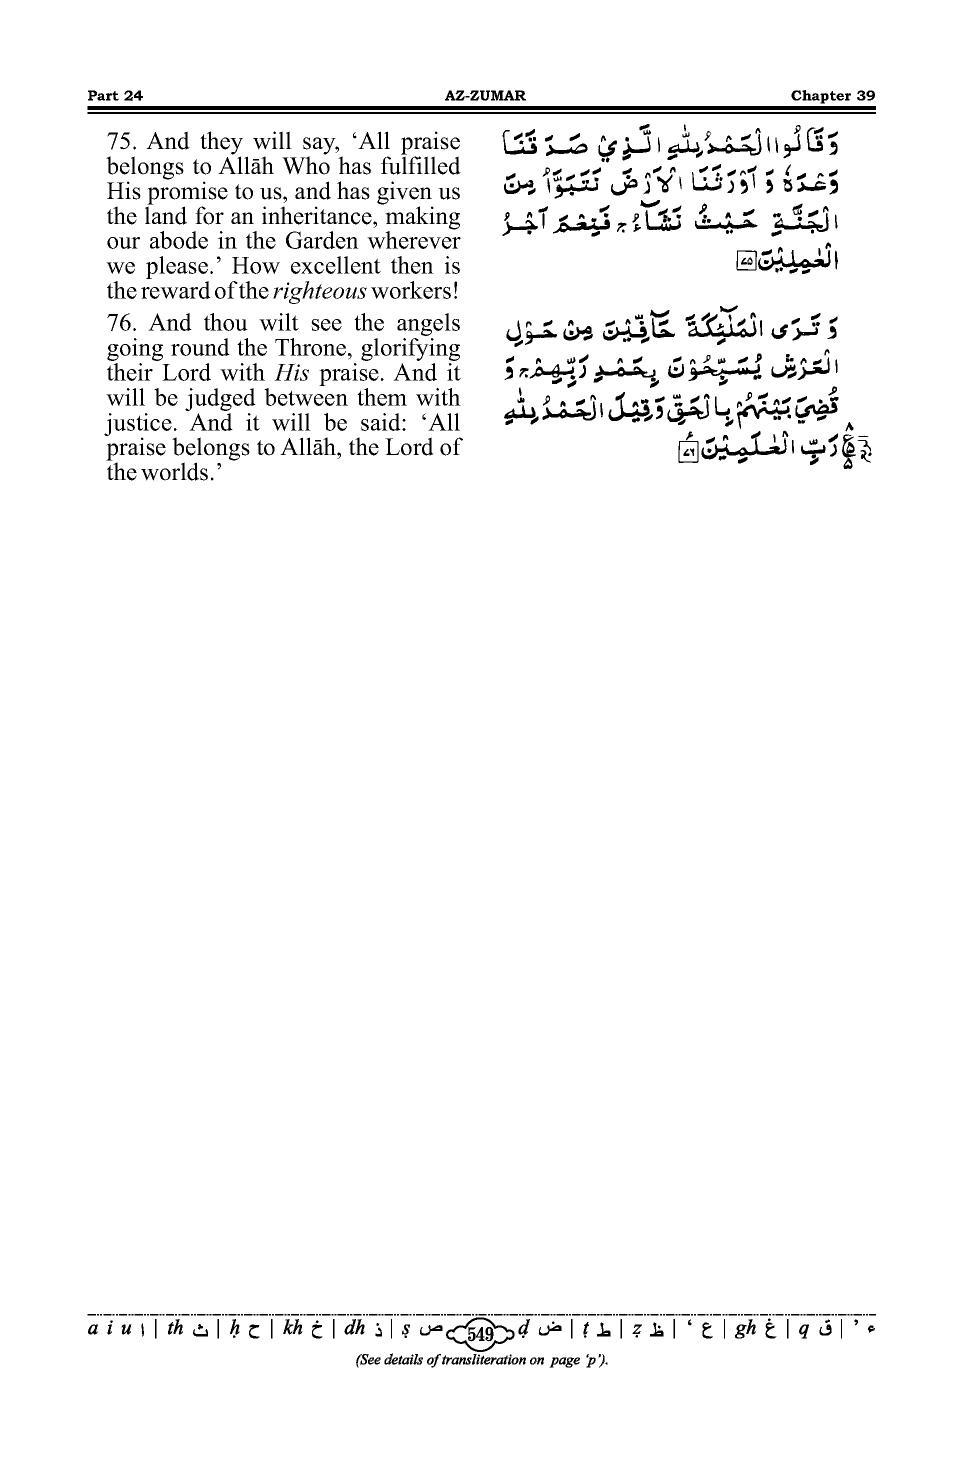 Part 24 AZ-ZUMAR Chapter 39
75. And they will say, ‘All praise
belongs to Allāh Who has fulfilled
His promise to us, and has given us
the land for an inheritance, making
our abode in the Garden wherever
we please.’ How excellent then is
the reward of the righteous workers!
وَقَالُوا الْحَمْدُ لِلّٰهِ الَّذِيْ صَدَقَنَا
وَعْدَهٗ وَ اَوْرَثَنَا الْاَرْضَ نَتَبَوَّاُ مِنَ
الْجَنَّةِ حَيْثُ نَشَآءُ ۚ فَنِعْمَ اَجْرُ
الْعٰمِلِيْنَ ۷۵
76. And thou wilt see the angels
going round the Throne, glorifying
their Lord with His praise. And it
will be judged between them with
justice. And it will be said: ‘All
praise belongs to Allāh, the Lord of
the worlds.’
وَ تَرَى الْمَلٰٓئِكَةَ حَآفِّيْنَ مِنْ حَوْلِ
الْعَرْشِ يُسَبِّحُوْنَ بِحَمْدِ رَبِّهِمْ ۚ وَ
قُضِيَ بَيْنَهُمْ بِالْحَقِّ وَقِيْلَ الْحَمْدُ لِلّٰهِ
رَبِّ الْعٰلَمِيْنَ ۷۶
a i u ا | th ث | ḥ ح | kh خ | dh ذ | ṣ ص 549 ḍ ض | ṭ ط | ẓ ظ | ‘ ع | gh غ | q ق | ’ ء
(See details of transliteration on page ‘p’).